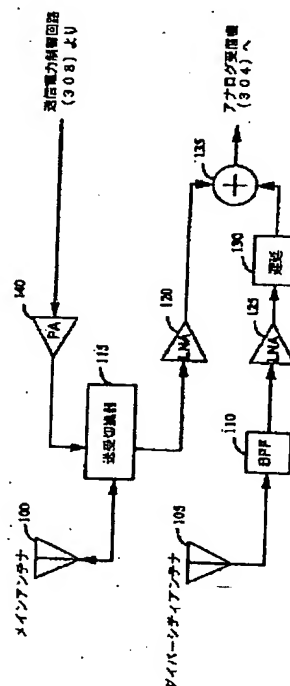 メインアンテナ
100
ダイバーシティアンテナ
105
送受切換器
115
BPF
110
PA
140
LNA
120
LNA
125
遅延
130
135
送信電力制御回路
(308)より
アナログ受信機
(304)へ